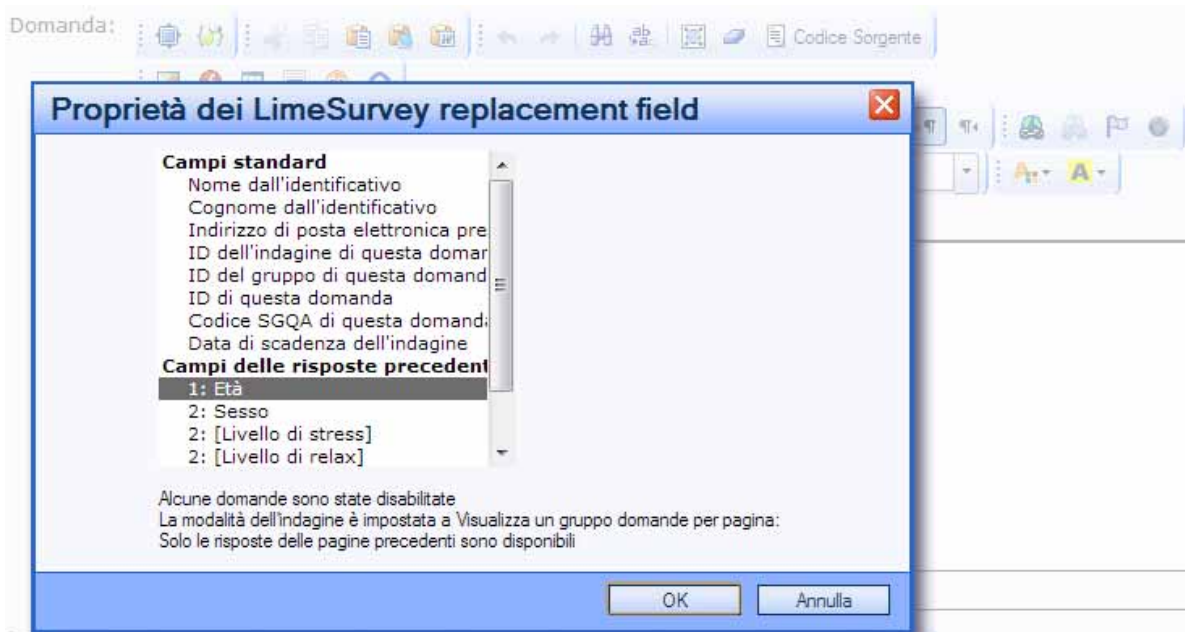 Domanda:
Codice Sorgente
Proprietà dei LimeSurvey replacement field
Campi standard
Nome dall'identificativo
Cognome dall'identificativo
Indirizzo di posta elettronica pre
ID dell'indagine di questa domar
ID del gruppo di questa domand
ID di questa domanda
Codice SGQA di questa domanda
Data di scadenza dell'indagine
Campi delle risposte precedent
1: Età
2: Sesso
2: [Livello di stress]
2: [Livello di relax]
Alcune domande sono state disabilitate
La modalità dell'indagine è impostata a Visualizza un gruppo domande per pagina:
Solo le risposte delle pagine precedenti sono disponibili
OK Annulla